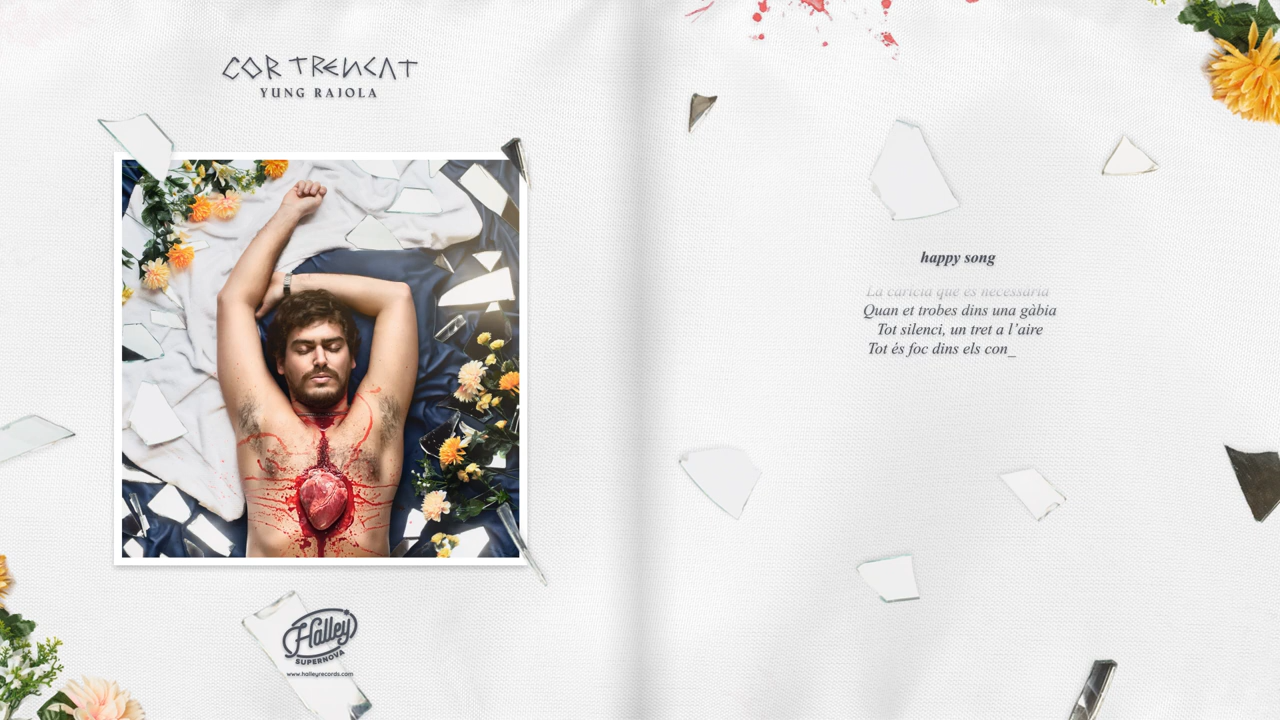 COR TRENCAT
YUNG RAJOLA
Halley
SUPERNOVA
www.halleyrecords.com
happy song
La carícia que és necessària
Quan et trobes dins una gàbia
Tot silenci, un tret a l’aire
Tot és foc dins els con_